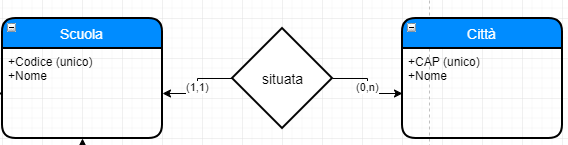 Scuola
+Codice (unico)
+Nome
(1,1)
situata
(0,n)
Città
+CAP (unico)
+Nome